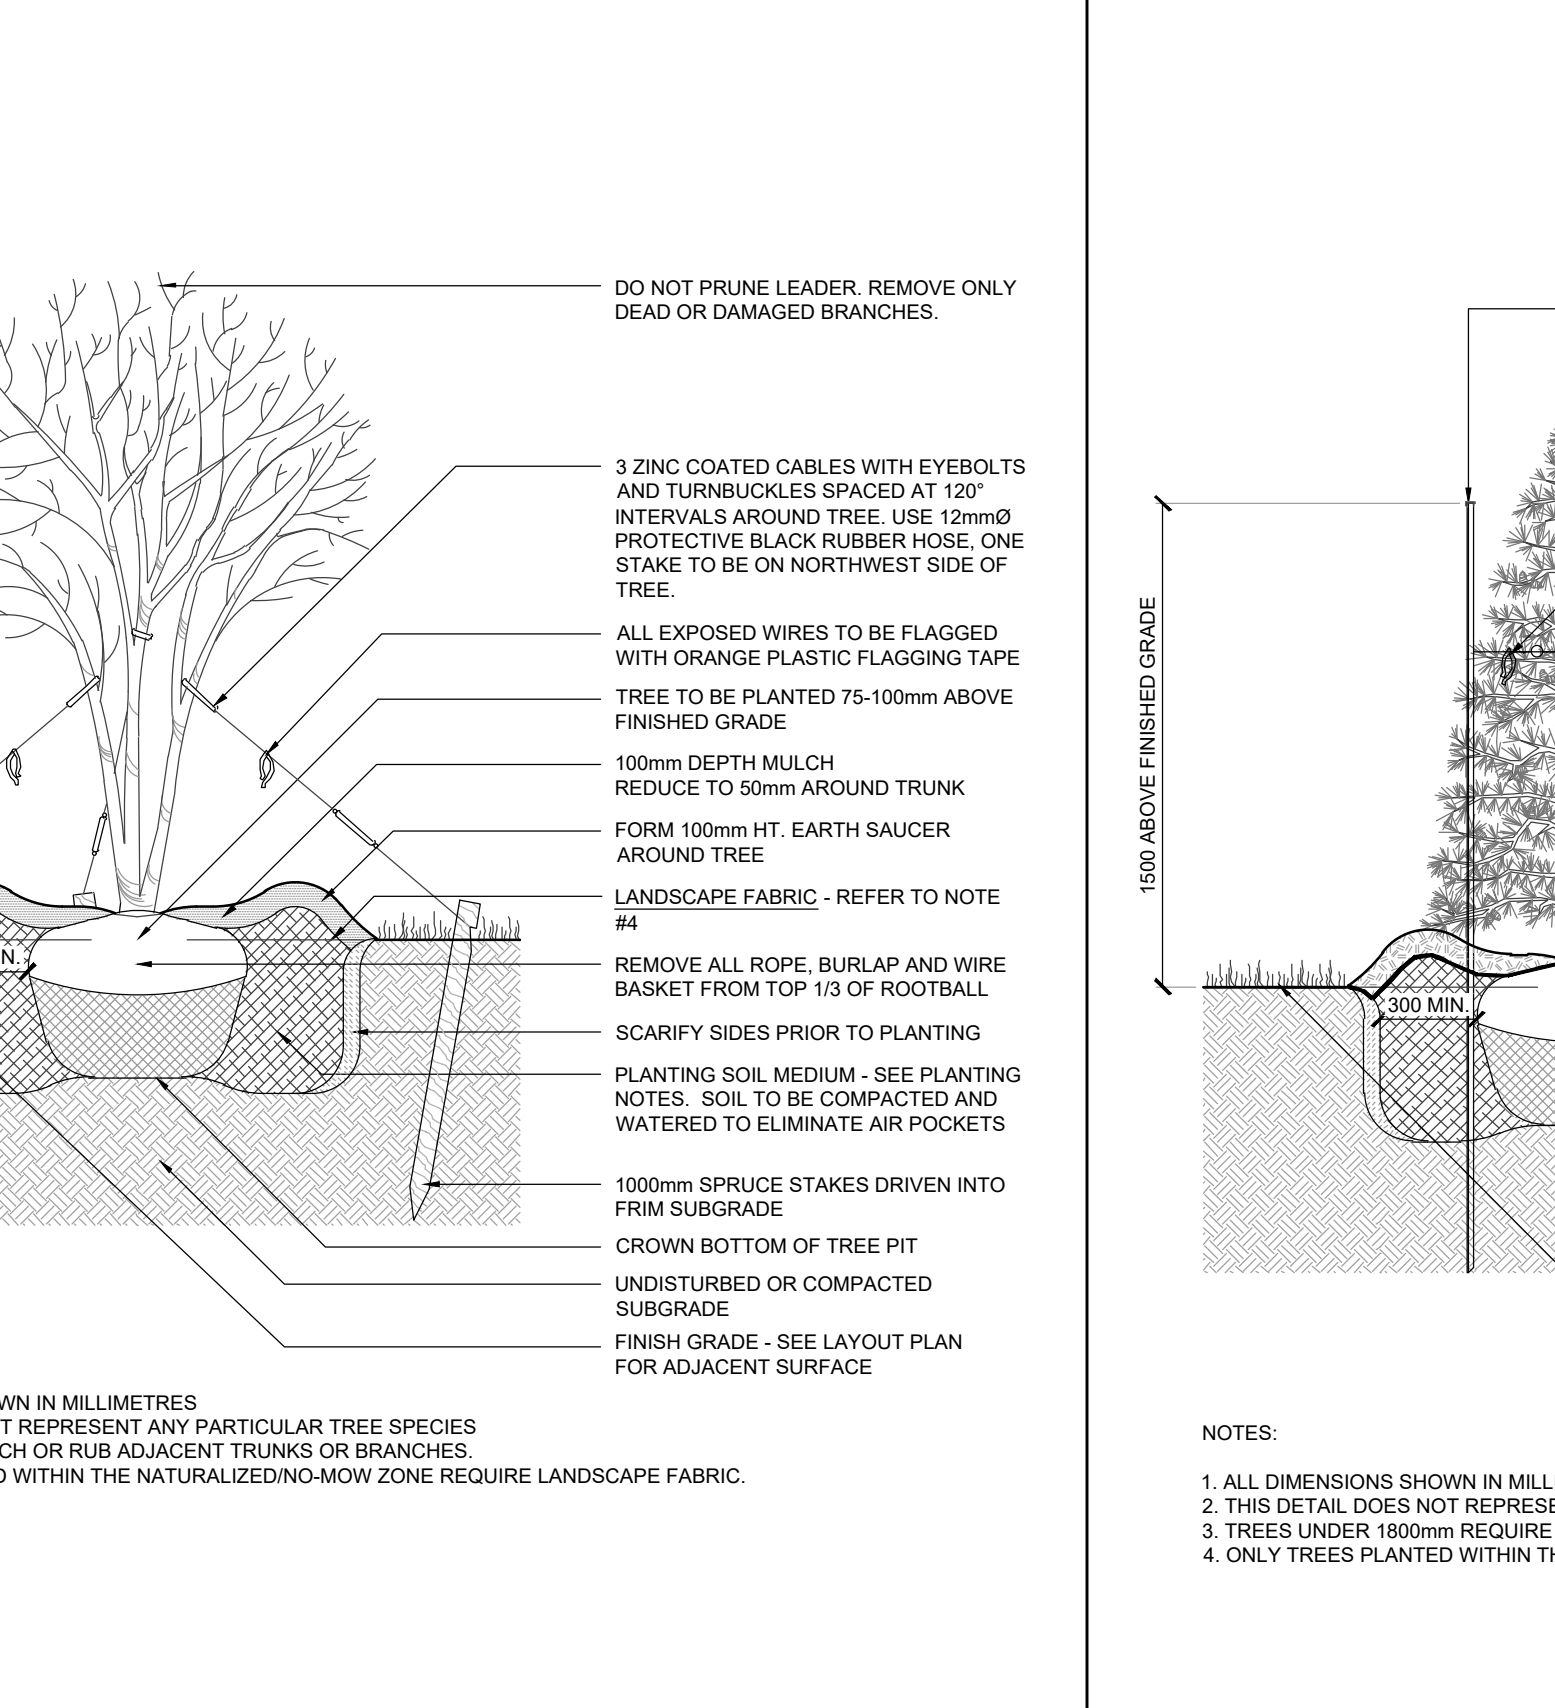 DO NOT PRUNE LEADER. REMOVE ONLY
DEAD OR DAMAGED BRANCHES.
3 ZINC COATED CABLES WITH EYEBOLTS
AND TURNBUCKLES SPACED AT 120°
INTERVALS AROUND TREE. USE 12mmØ
PROTECTIVE BLACK RUBBER HOSE, ONE
STAKE TO BE ON NORTHWEST SIDE OF
TREE.
ALL EXPOSED WIRES TO BE FLAGGED
WITH ORANGE PLASTIC FLAGGING TAPE
TREE TO BE PLANTED 75-100mm ABOVE
FINISHED GRADE
100mm DEPTH MULCH
REDUCE TO 50mm AROUND TRUNK
FORM 100mm HT. EARTH SAUCER
AROUND TREE
LANDSCAPE FABRIC - REFER TO NOTE
#4
N.
REMOVE ALL ROPE, BURLAP AND WIRE
BASKET FROM TOP 1/3 OF ROOTBALL
SCARIFY SIDES PRIOR TO PLANTING
PLANTING SOIL MEDIUM - SEE PLANTING
NOTES. SOIL TO BE COMPACTED AND
WATERED TO ELIMINATE AIR POCKETS
1000mm SPRUCE STAKES DRIVEN INTO
FRIM SUBGRADE
CROWN BOTTOM OF TREE PIT
UNDISTURBED OR COMPACTED
SUBGRADE
FINISH GRADE - SEE LAYOUT PLAN
FOR ADJACENT SURFACE
WN IN MILLIMETRES
T REPRESENT ANY PARTICULAR TREE SPECIES
CH OR RUB ADJACENT TRUNKS OR BRANCHES.
D WITHIN THE NATURALIZED/NO-MOW ZONE REQUIRE LANDSCAPE FABRIC.
1500 ABOVE FINISHED GRADE
300 MIN.
NOTES:
1. ALL DIMENSIONS SHOWN IN MILL
2. THIS DETAIL DOES NOT REPRESE
3. TREES UNDER 1800mm REQUIRE
4. ONLY TREES PLANTED WITHIN TH